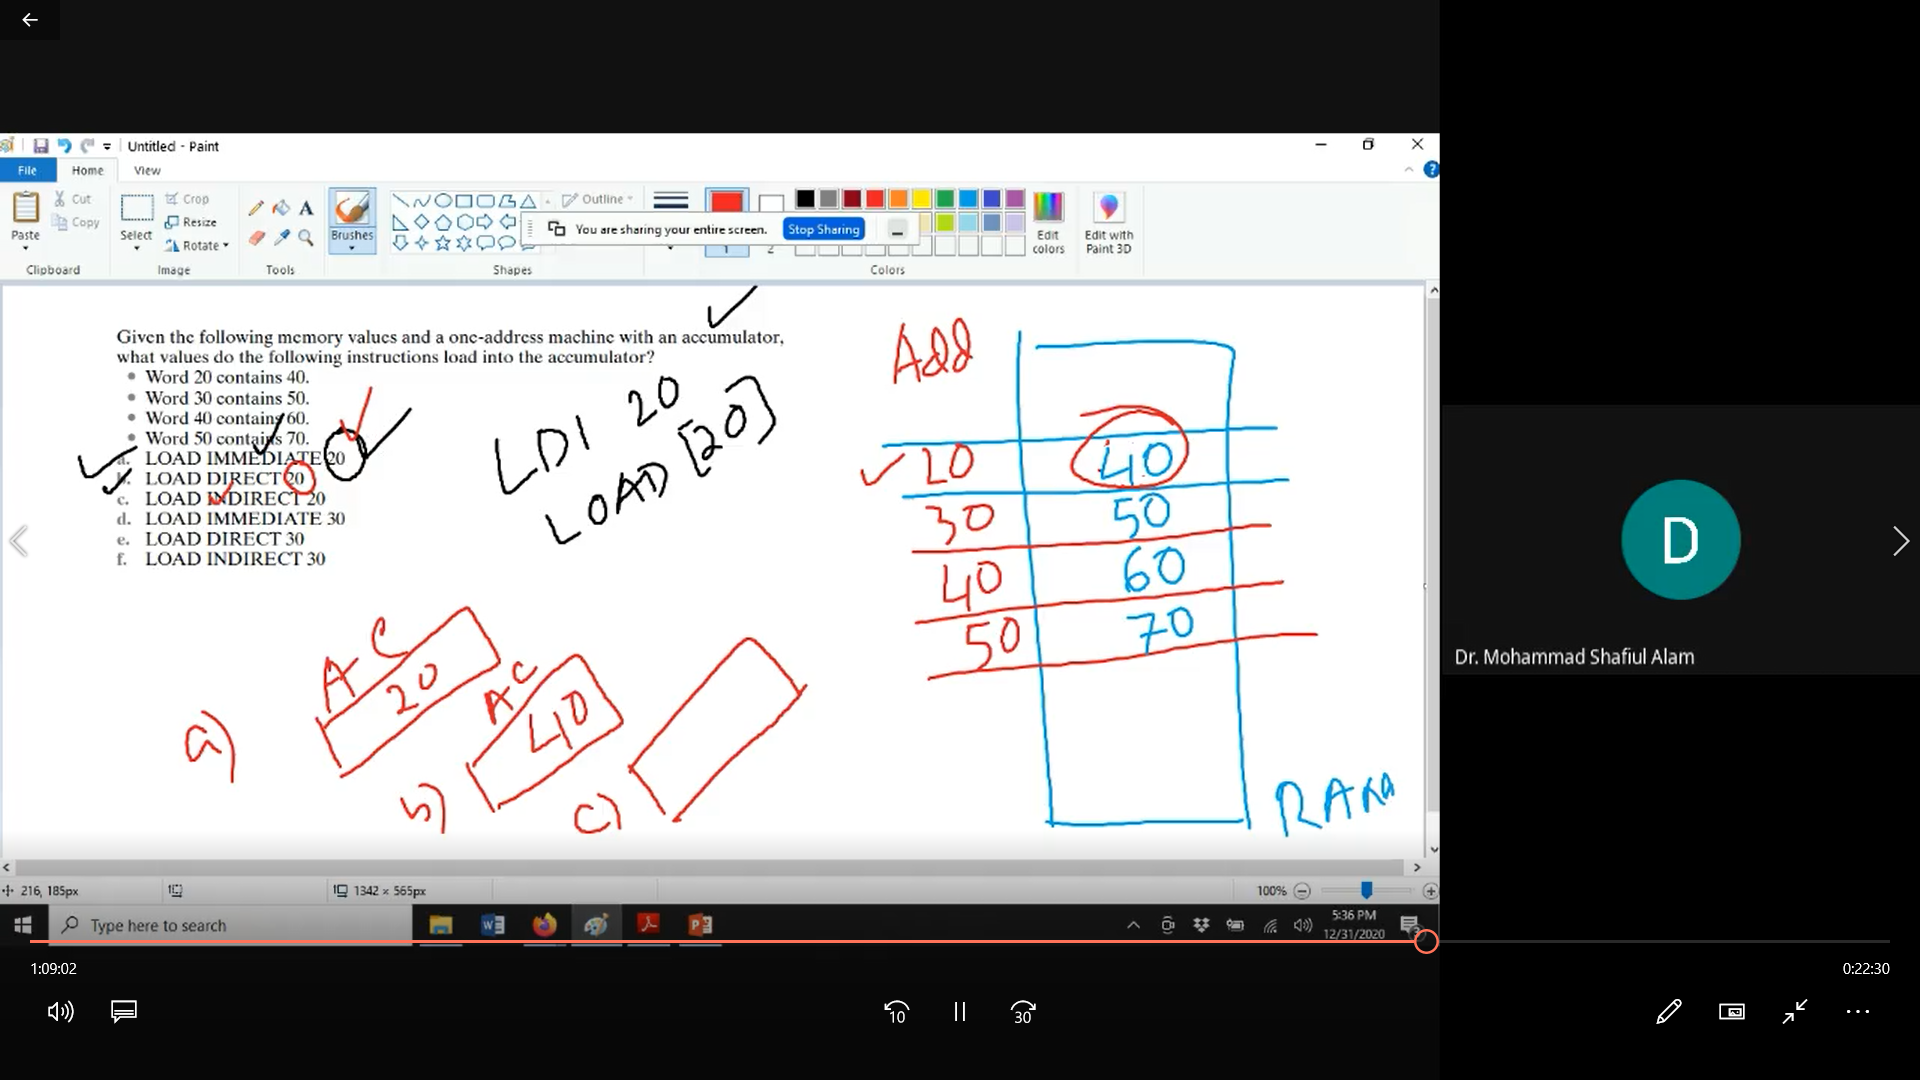 Untitled - Paint
File Home View
Paste
Cut
Copy
Clipboard
Select
Crop
Resize
Rotate
Image
A
Tools
Brushes
Outline
Shapes
You are sharing your entire screen. Stop Sharing
1 2
Colors
Edit colors
Edit with Paint 3D
Given the following memory values and a one-address machine with an accumulator,
what values do the following instructions load into the accumulator?
• Word 20 contains 40.
• Word 30 contains 50.
• Word 40 contains 60.
• Word 50 contains 70.
a. LOAD IMMEDIATE 20
b. LOAD DIRECT 20
c. LOAD INDIRECT 20
d. LOAD IMMEDIATE 30
e. LOAD DIRECT 30
f. LOAD INDIRECT 30
LDI 20
LOAD [20]
Add
20 40
30 50
40 60
50 70
RAM
a) AC 20
b) AC 40
c)
216, 185px
1342 × 565px
100%
Type here to search
5:36 PM
12/31/2020
D
Dr. Mohammad Shafiul Alam
1:09:02
0:22:30
10
30